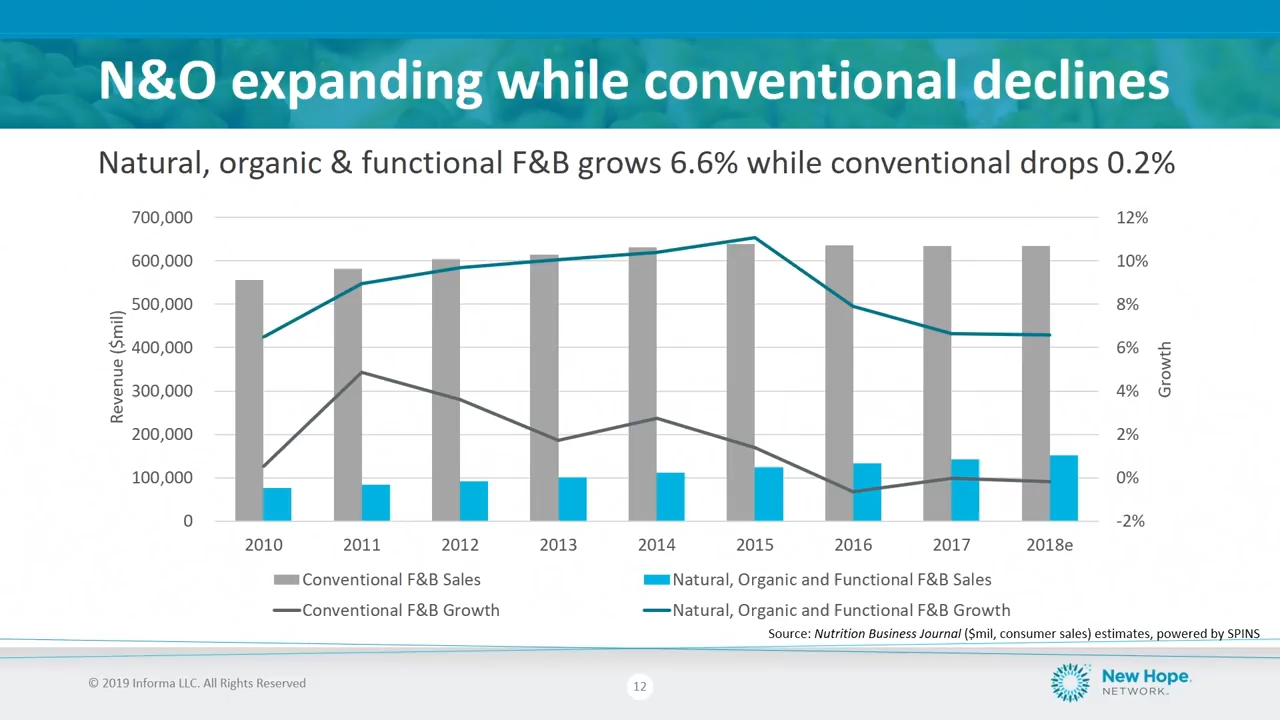 N&O expanding while conventional declines
Natural, organic & functional F&B grows 6.6% while conventional drops 0.2%
700,000
600,000
500,000
400,000
300,000
200,000
100,000
0
Revenue ($mil)
12%
10%
8%
6%
4%
2%
0%
-2%
Growth
2010 2011 2012 2013 2014 2015 2016 2017 2018e
Conventional F&B Sales Natural, Organic and Functional F&B Sales
Conventional F&B Growth Natural, Organic and Functional F&B Growth
Source: Nutrition Business Journal ($mil, consumer sales) estimates, powered by SPINS
© 2019 Informa LLC. All Rights Reserved
12
New Hope
NETWORK